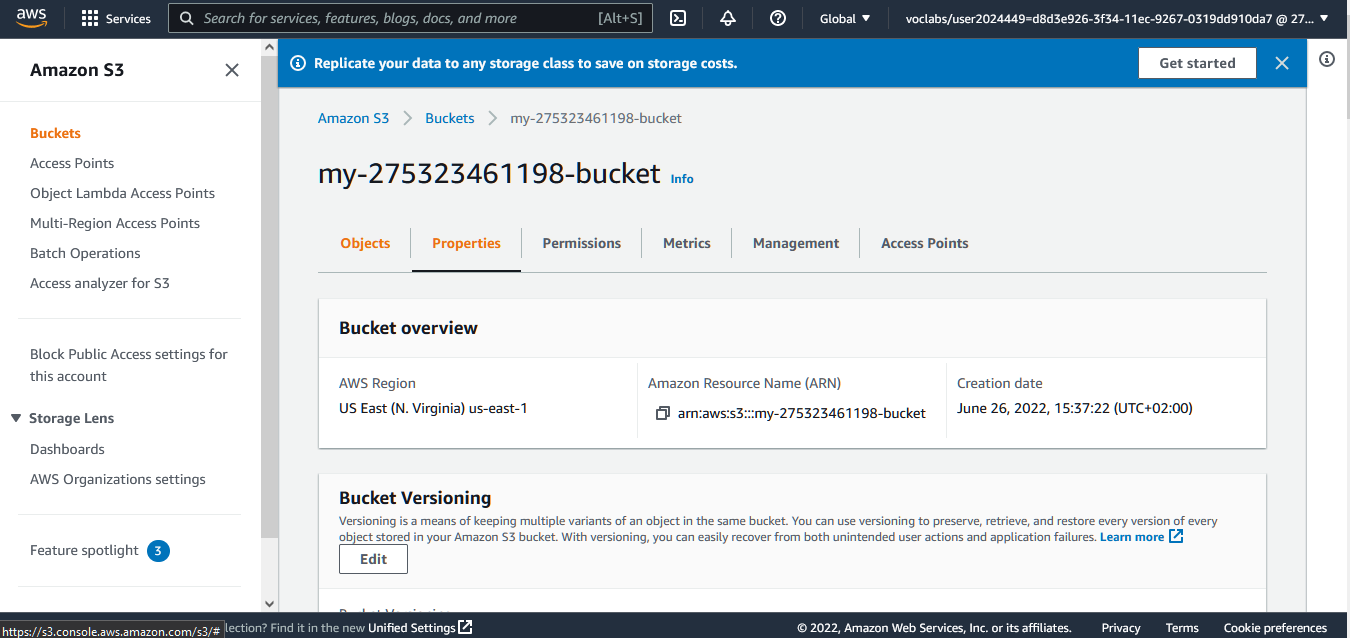 aws
Services
Search for services, features, blogs, docs, and more
[Alt+S]
Global
voclabs/user2024449=d8d3e926-3f34-11ec-9267-0319dd910da7 @ 27...
Amazon S3
Buckets
Access Points
Object Lambda Access Points
Multi-Region Access Points
Batch Operations
Access analyzer for S3
Block Public Access settings for
this account
Storage Lens
Dashboards
AWS Organizations settings
Feature spotlight 3
Replicate your data to any storage class to save on storage costs.
Get started
Amazon S3 > Buckets > my-275323461198-bucket
my-275323461198-bucket Info
Objects
Properties
Permissions
Metrics
Management
Access Points
Bucket overview
AWS Region
US East (N. Virginia) us-east-1
Amazon Resource Name (ARN)
arn:aws:s3:::my-275323461198-bucket
Creation date
June 26, 2022, 15:37:22 (UTC+02:00)
Bucket Versioning
Versioning is a means of keeping multiple variants of an object in the same bucket. You can use versioning to preserve, retrieve, and restore every version of every
object stored in your Amazon S3 bucket. With versioning, you can easily recover from both unintended user actions and application failures. Learn more
Edit
https://s3.console.aws.amazon.com/s3/#
lection? Find it in the new Unified Settings
© 2022, Amazon Web Services, Inc. or its affiliates.
Privacy
Terms
Cookie preferences